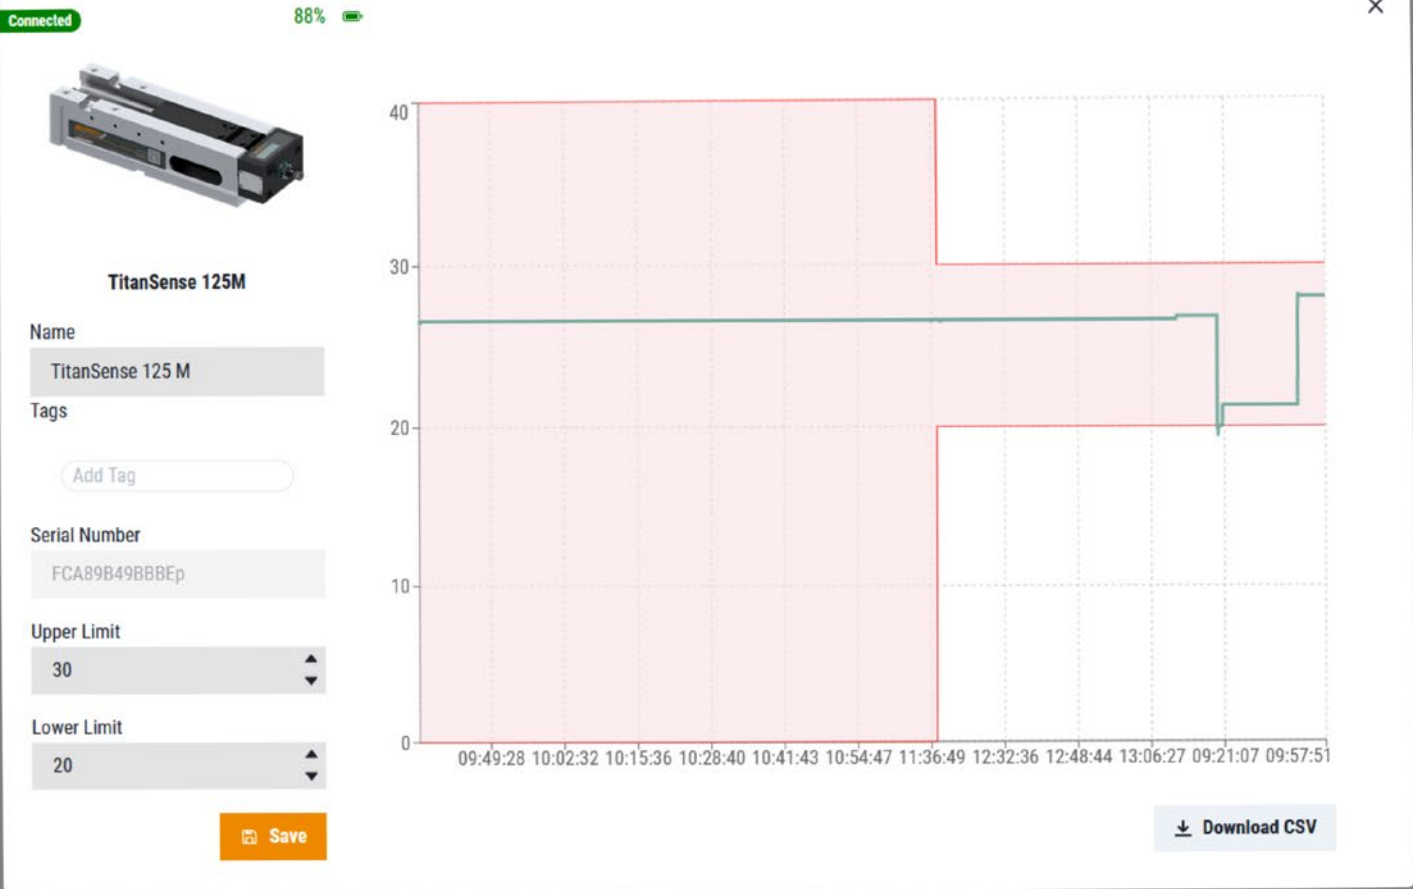 Connected
88%
TitanSense 125M
Name
TitanSense 125 M
Tags
Add Tag
Serial Number
FCA89B49BBBEp
Upper Limit
30
Lower Limit
20
Save
40
30
20
10
0
09:49:28 10:02:32 10:15:36 10:28:40 10:41:43 10:54:47 11:36:49 12:32:36 12:48:44 13:06:27 09:21:07 09:57:51
Download CSV